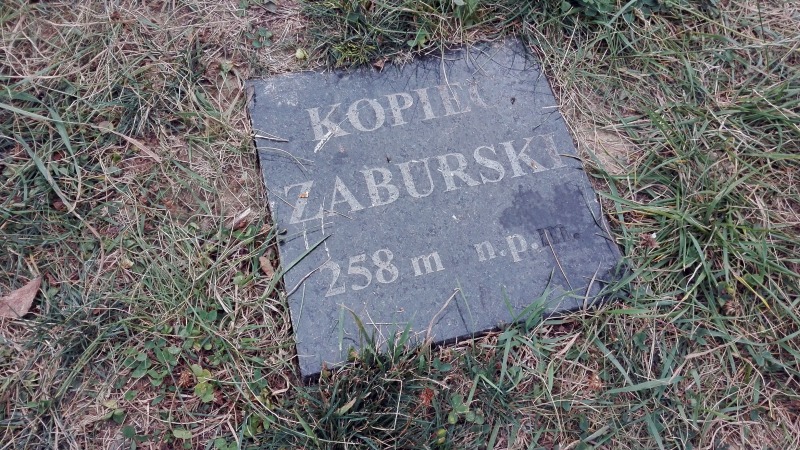 KOPIEC
ZABURSKI
258 m n.p.m.